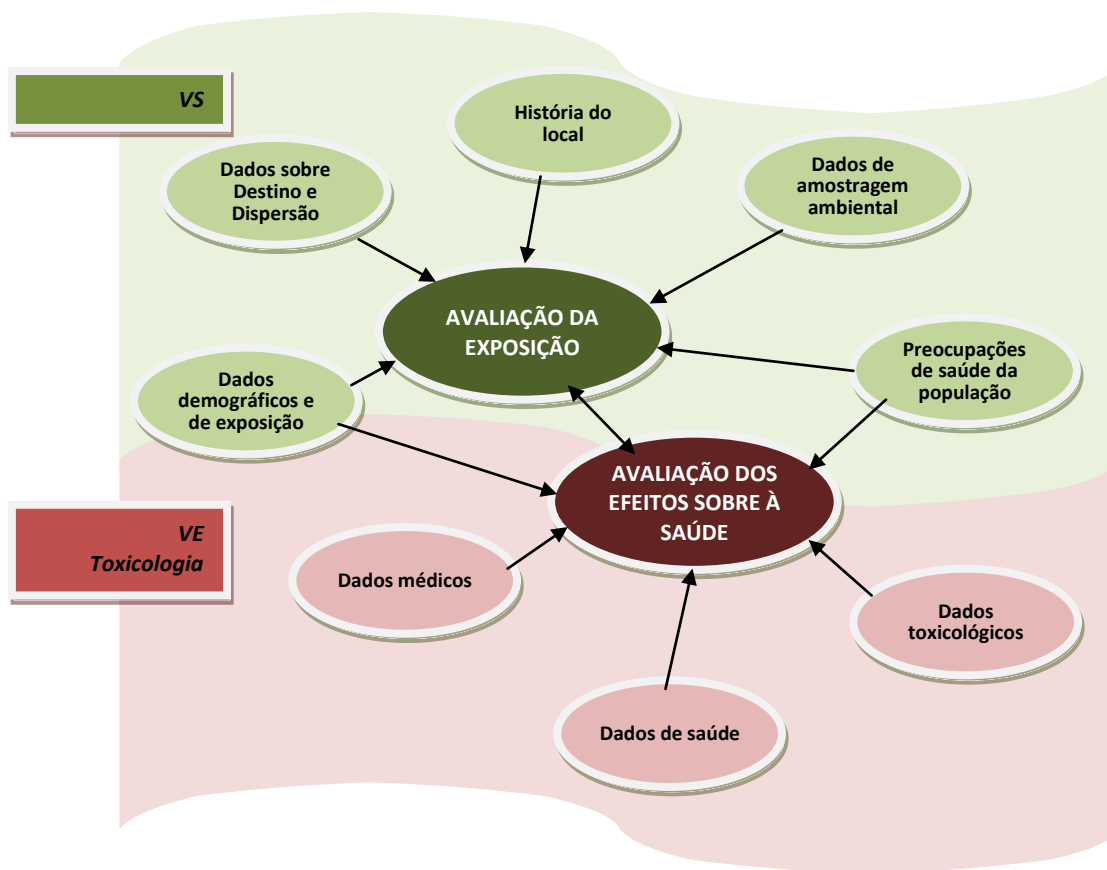 VS
História do
local
Dados sobre
Destino e
Dispersão
Dados de
amostragem
ambiental
AVALIAÇÃO DA
EXPOSIÇÃO
Preocupações
de saúde da
população
Dados
demográficos e
de exposição
AVALIAÇÃO DOS
EFEITOS SOBRE À
SAÚDE
VE
Toxicologia
Dados médicos
Dados
toxicológicos
Dados de saúde